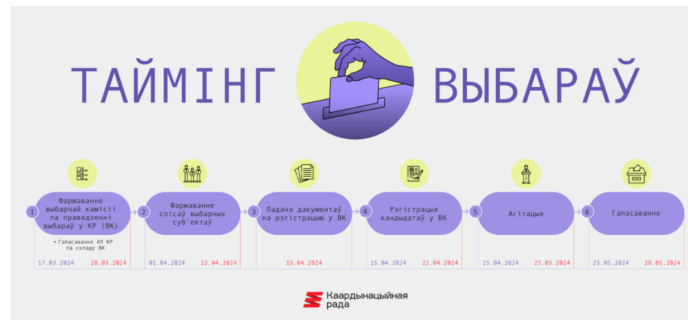 ТАЙМІНГ ВЫБАРАЎ
1
Фармаванне
выбарнай камісіі
па правядзенні
выбараў у КР (ВК)
• Галасаванне АП КР
па складу ВК
17.03.2024 28.03.2024
2
Фармаванне
спісаў выбарчых
суб'ектаў
01.04.2024 15.04.2024
3
Падача дакументаў
на рэгістрацыю ў ВК
15.04.2024
4
Рэгістрацыя
кандыдатаў у ВК
15.04.2024 22.04.2024
5
Агітацыя
25.04.2024 25.05.2024
6
Галасаванне
25.05.2024 28.05.2024
Каардынацыйная
рада